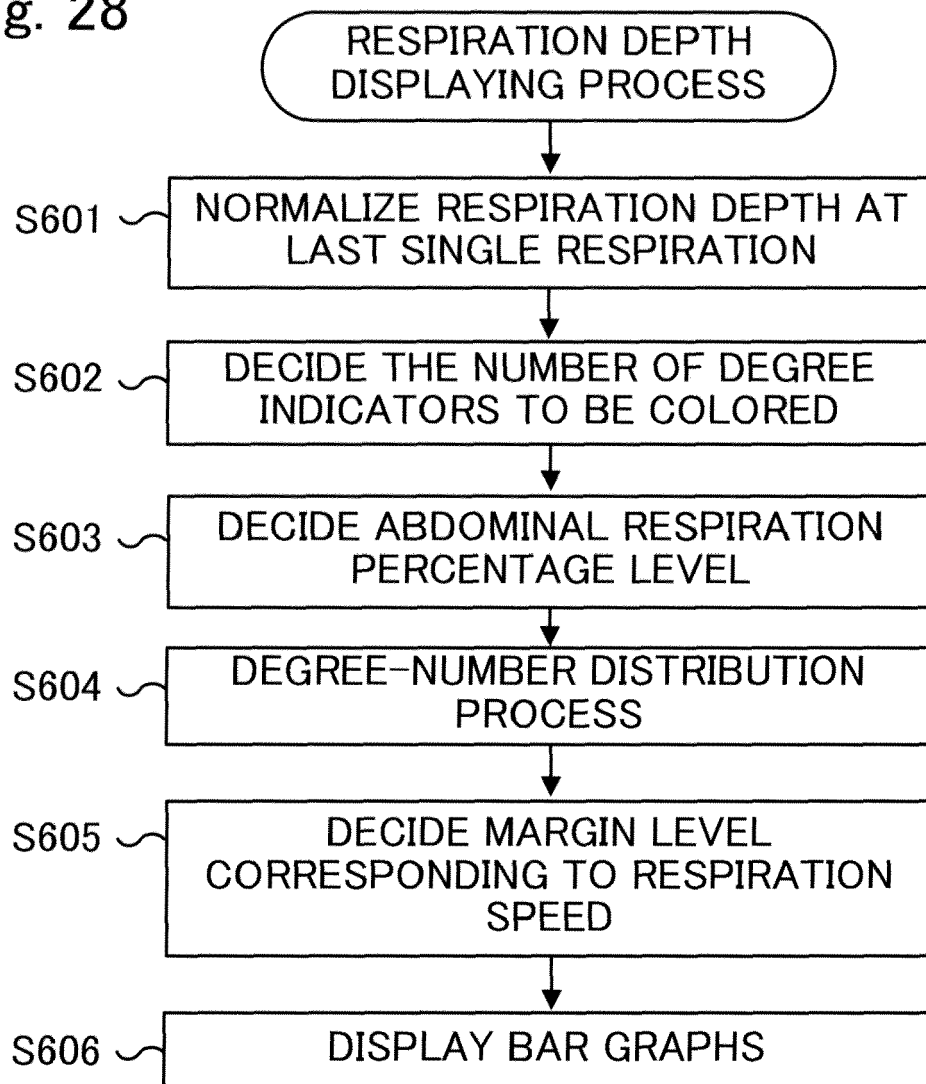 g. 28
RESPIRATION DEPTH
DISPLAYING PROCESS
S601
NORMALIZE RESPIRATION DEPTH AT
LAST SINGLE RESPIRATION
S602
DECIDE THE NUMBER OF DEGREE
INDICATORS TO BE COLORED
S603
DECIDE ABDOMINAL RESPIRATION
PERCENTAGE LEVEL
S604
DEGREE-NUMBER DISTRIBUTION
PROCESS
S605
DECIDE MARGIN LEVEL
CORRESPONDING TO RESPIRATION
SPEED
S606
DISPLAY BAR GRAPHS